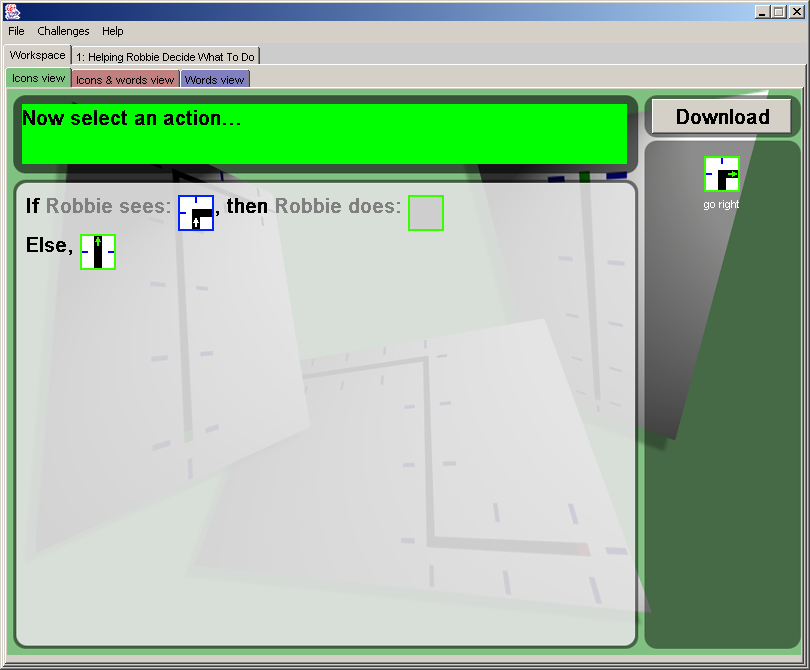 File Challenges Help
Workspace 1: Helping Robbie Decide What To Do
Icons view Icons & words view Words view
Now select an action...
Download
go right
If Robbie sees: , then Robbie does:
Else,